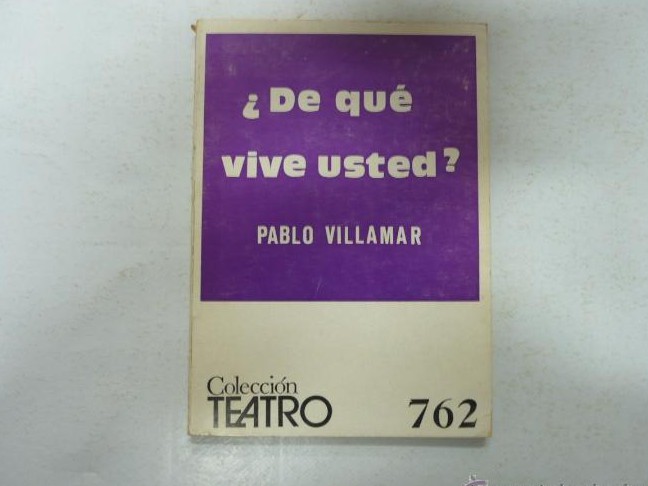 ¿De qué
vive usted?
PABLO VILLAMAR
Colección
TEATRO
762